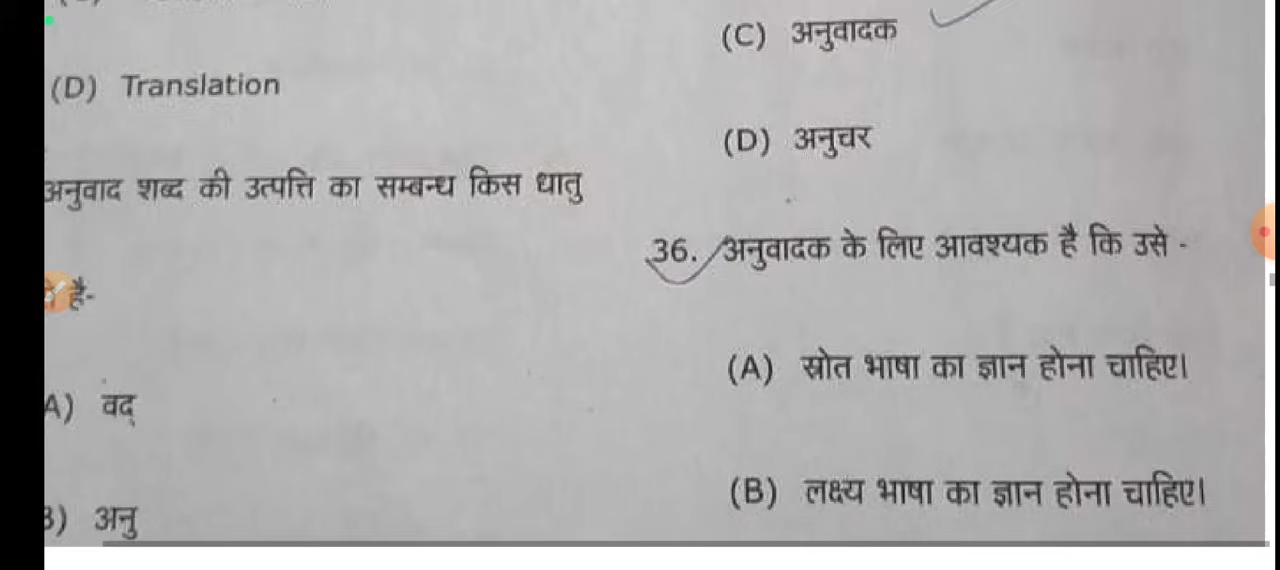 (D) Translation
अनुवाद शब्द की उत्पत्ति का सम्बन्ध किस धातु
है-
A) वद्
B) अनु
(C) अनुवादक
(D) अनुचर
36. अनुवादक के लिए आवश्यक है कि उसे -
(A) स्रोत भाषा का ज्ञान होना चाहिए।
(B) लक्ष्य भाषा का ज्ञान होना चाहिए।